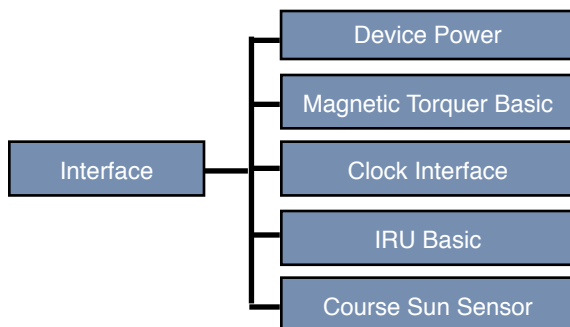 Device Power
Magnetic Torquer Basic
Interface
Clock Interface
IRU Basic
Course Sun Sensor